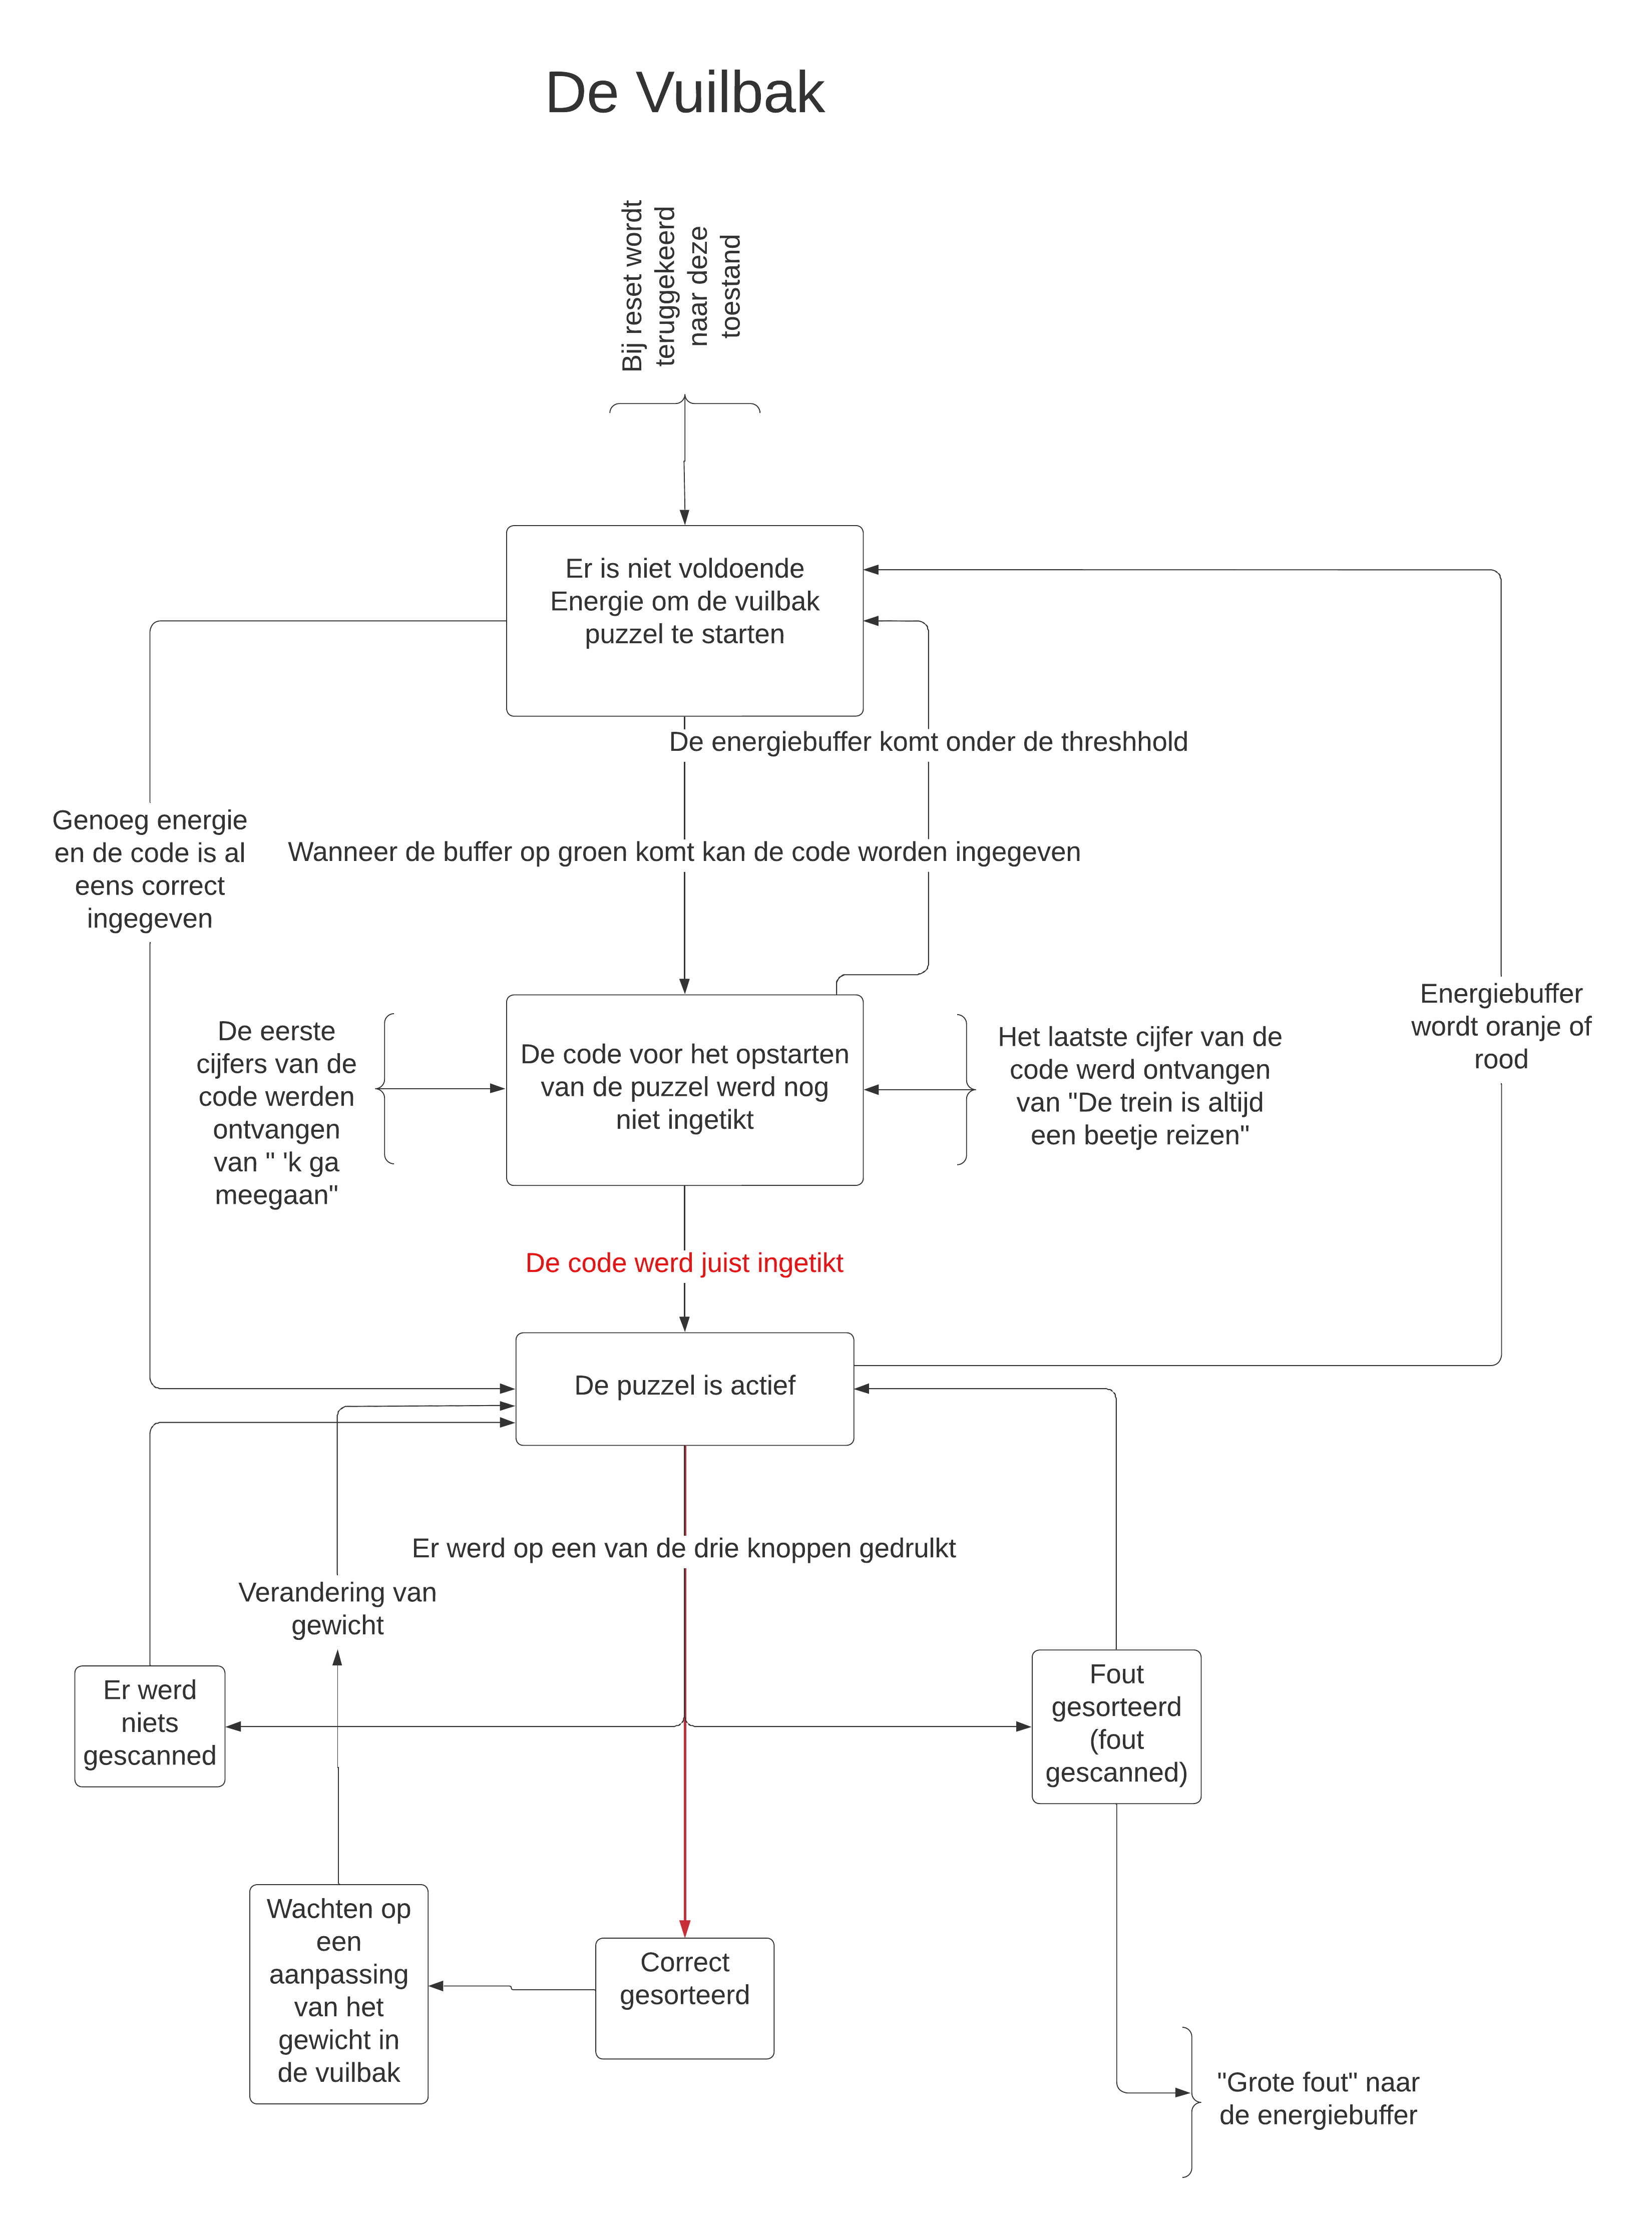 De Vuilbak
Bij reset wordt
teruggekeerd
naar deze
toestand
Er is niet voldoende
Energie om de vuilbak
puzzel te starten
De energiebuffer komt onder de threshhold
Genoeg energie
en de code is al
eens correct
ingegeven
Wanneer de buffer op groen komt kan de code worden ingegeven
Energiebuffer
wordt oranje of
rood
De eerste
cijfers van de
code werden
ontvangen
van " 'k ga
meegaan"
De code voor het opstarten
van de puzzel werd nog
niet ingetikt
Het laatste cijfer van de
code werd ontvangen
van "De trein is altijd
een beetje reizen"
De code werd juist ingetikt
De puzzel is actief
Er werd op een van de drie knoppen gedrulkt
Verandering van
gewicht
Er werd
niets
gescanned
Fout
gesorteerd
(fout
gescanned)
Wachten op
een
aanpassing
van het
gewicht in
de vuilbak
Correct
gesorteerd
"Grote fout" naar
de energiebuffer